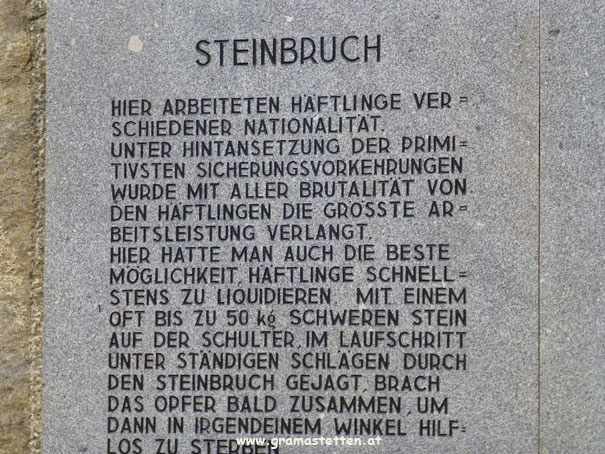 STEINBRUCH
HIER ARBEITETEN HÄFTLINGE VER=
SCHIEDENER NATIONALITÄT.
UNTER HINTANSETZUNG DER PRIMI=
TIVSTEN SICHERUNGSVORKEHRUNGEN
WURDE MIT ALLER BRUTALITÄT VON
DEN HÄFTLINGEN DIE GRÖSSTE AR=
BEITSLEISTUNG VERLANGT.
HIER HATTE MAN AUCH DIE BESTE
MÖGLICHKEIT, HÄFTLINGE SCHNELL=
STENS ZU LIQUIDIEREN. MIT EINEM
OFT BIS ZU 50 kg SCHWEREN STEIN
AUF DER SCHULTER, IM LAUFSCHRITT
UNTER STÄNDIGEN SCHLÄGEN DURCH
DEN STEINBRUCH GEJAGT, BRACH
DAS OPFER BALD ZUSAMMEN, UM
DANN IN IRGENDEINEM WINKEL HILF=
LOS ZU STERBEN
www.gramastetten.at